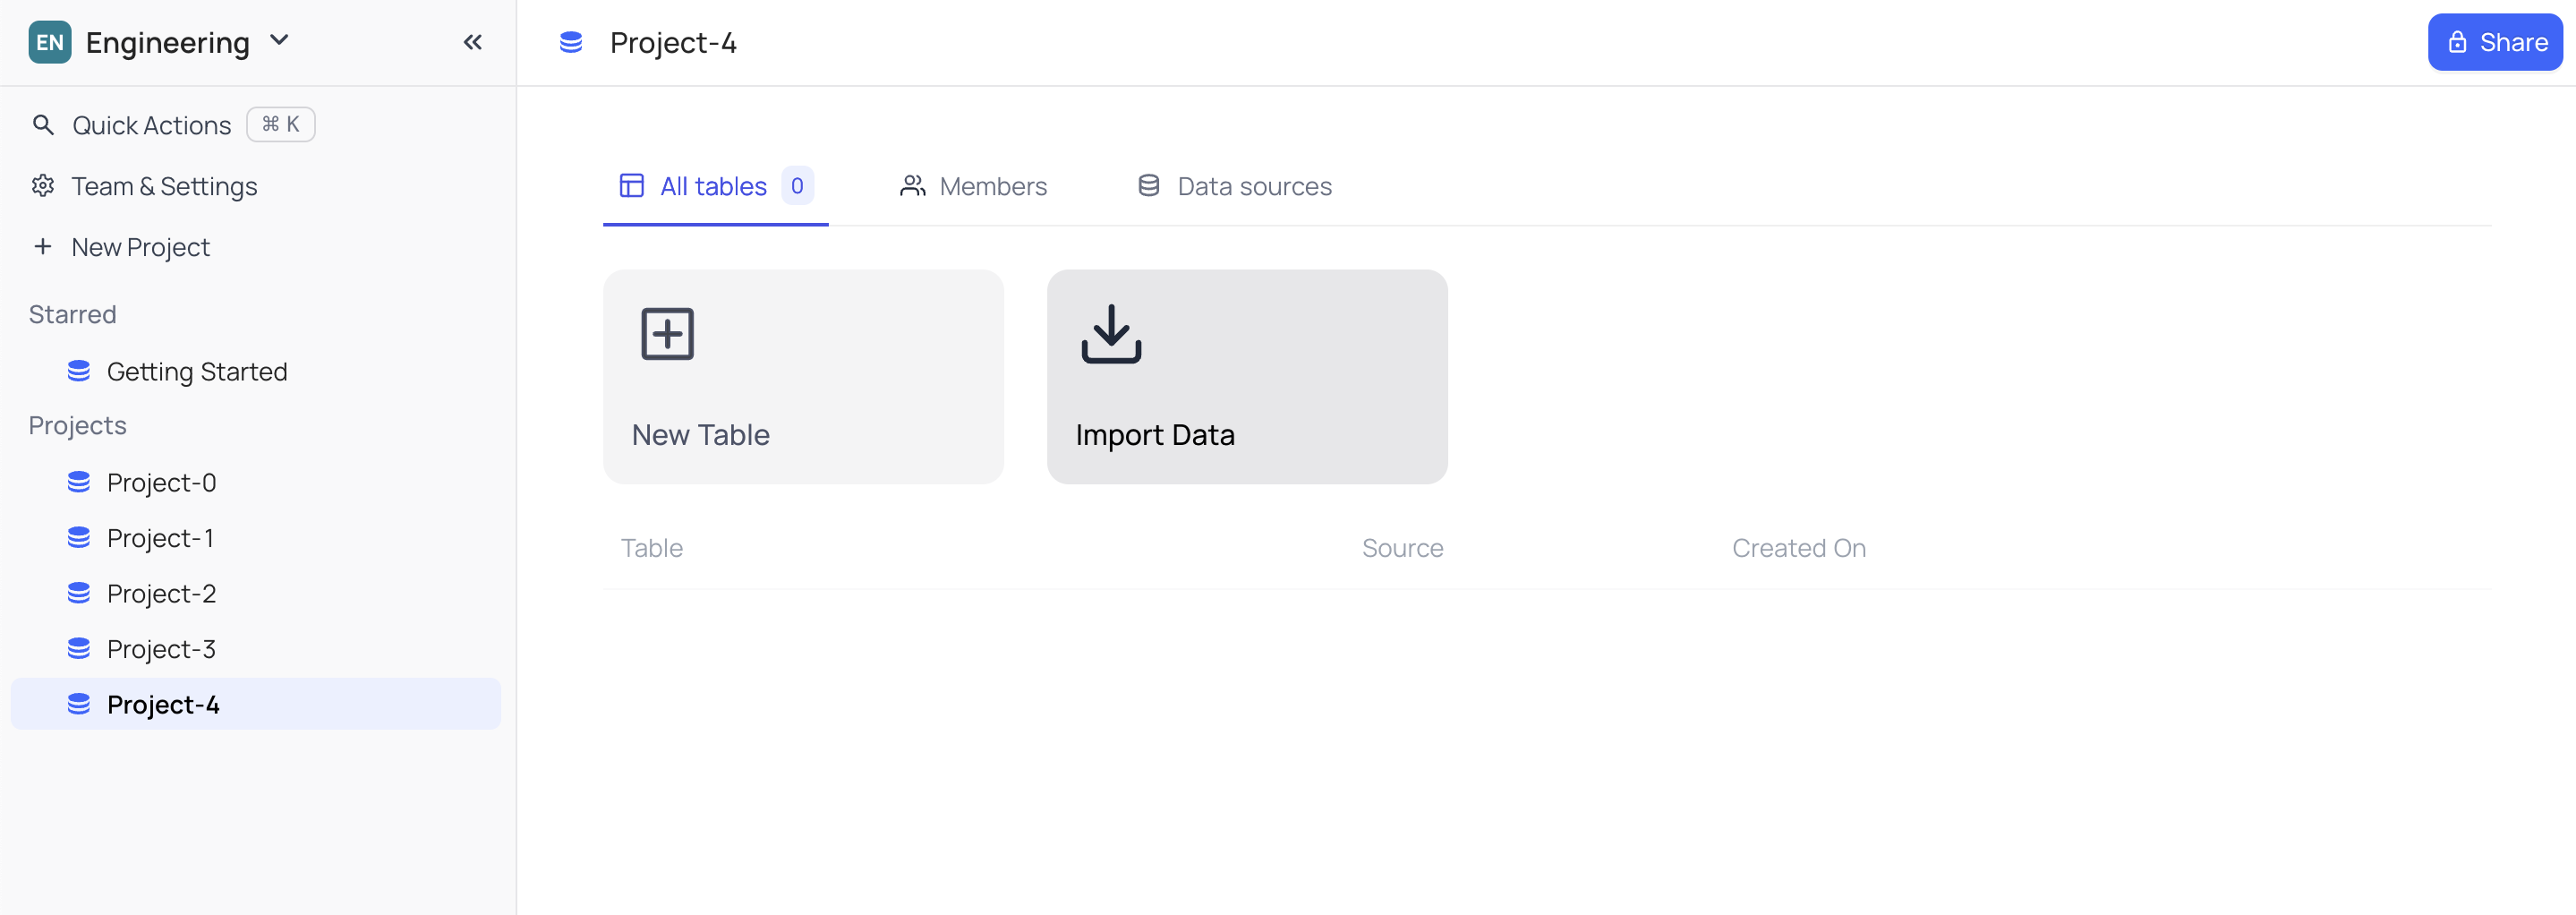 EN Engineering
Quick Actions ⌘ K
Team & Settings
New Project
Starred
Getting Started
Projects
Project-0
Project-1
Project-2
Project-3
Project-4
Project-4
Share
All tables 0 Members Data sources
New Table Import Data
Table Source Created On